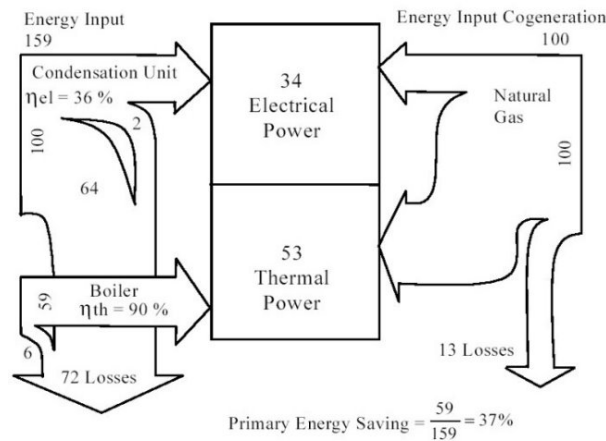 Energy Input
159
Condensation Unit
ηel = 36 %
100
2
64
Boiler
ηth = 90 %
59
6
72 Losses
34
Electrical
Power
53
Thermal
Power
Energy Input Cogeneration
100
Natural
Gas
100
13 Losses
Primary Energy Saving = 59/159 = 37%